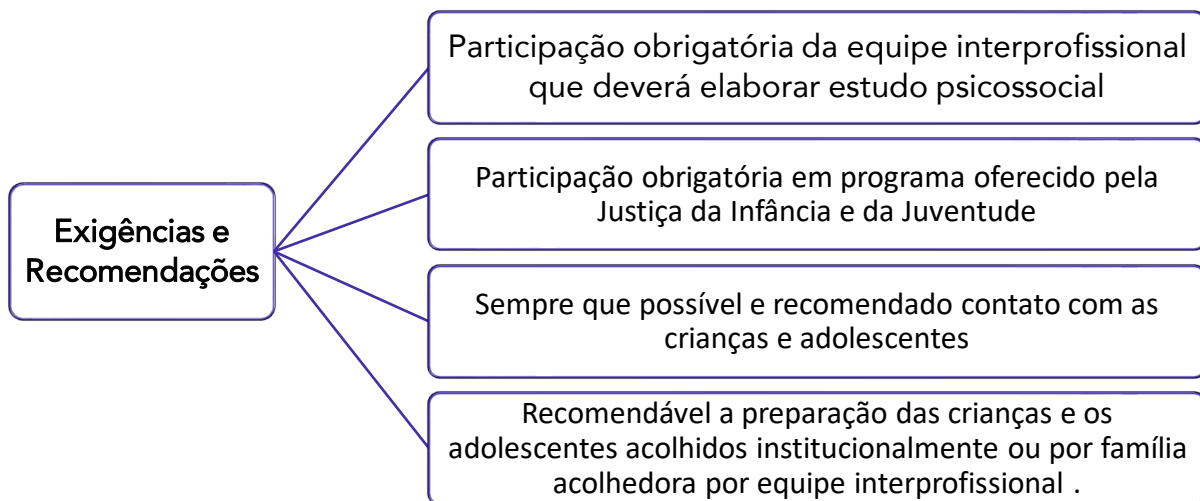 Exigências e
Recomendações
Participação obrigatória da equipe interprofissional
que deverá elaborar estudo psicossocial
Participação obrigatória em programa oferecido pela
Justiça da Infância e da Juventude
Sempre que possível e recomendado contato com as
crianças e adolescentes
Recomendável a preparação das crianças e os
adolescentes acolhidos institucionalmente ou por família
acolhedora por equipe interprofissional .